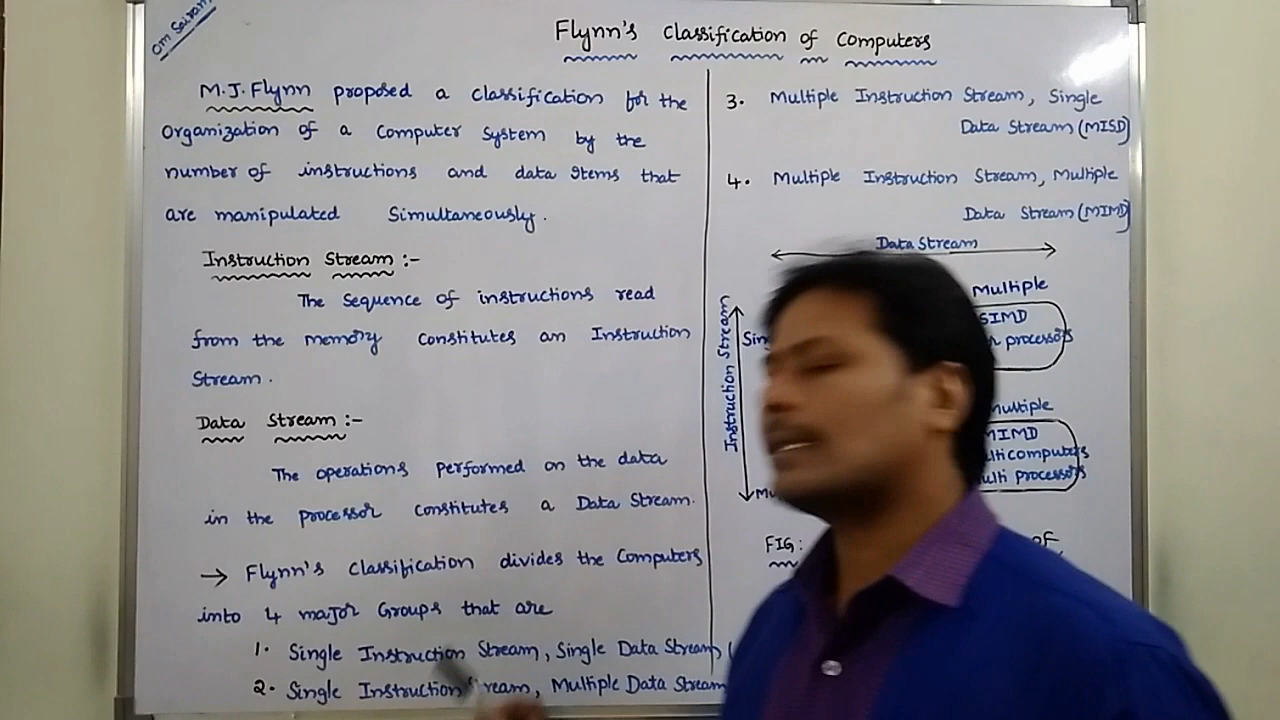 Om Sairam
Flynn's Classification of Computers
M.J. Flynn proposed a classification for the
Organization of a Computer System by the
number of instructions and data items that
are manipulated Simultaneously.
Instruction Stream :-
The Sequence of instructions read
from the memory constitutes an Instruction
Stream.
Data Stream :-
The operations performed on the data
in the processor constitutes a Data Stream.
→ Flynn's Classification divides the Computers
into 4 major Groups that are
1. Single Instruction Stream, Single Data Stream (
2. Single Instruction Stream, Multiple Data Stream
3. Multiple Instruction Stream, Single
Data Stream (MISD)
4. Multiple Instruction Stream, Multiple
Data Stream (MIMD)
Data Stream
Instruction Stream
Multiple
SIMD
processors
Multiple
MIMD
FIG:
OF